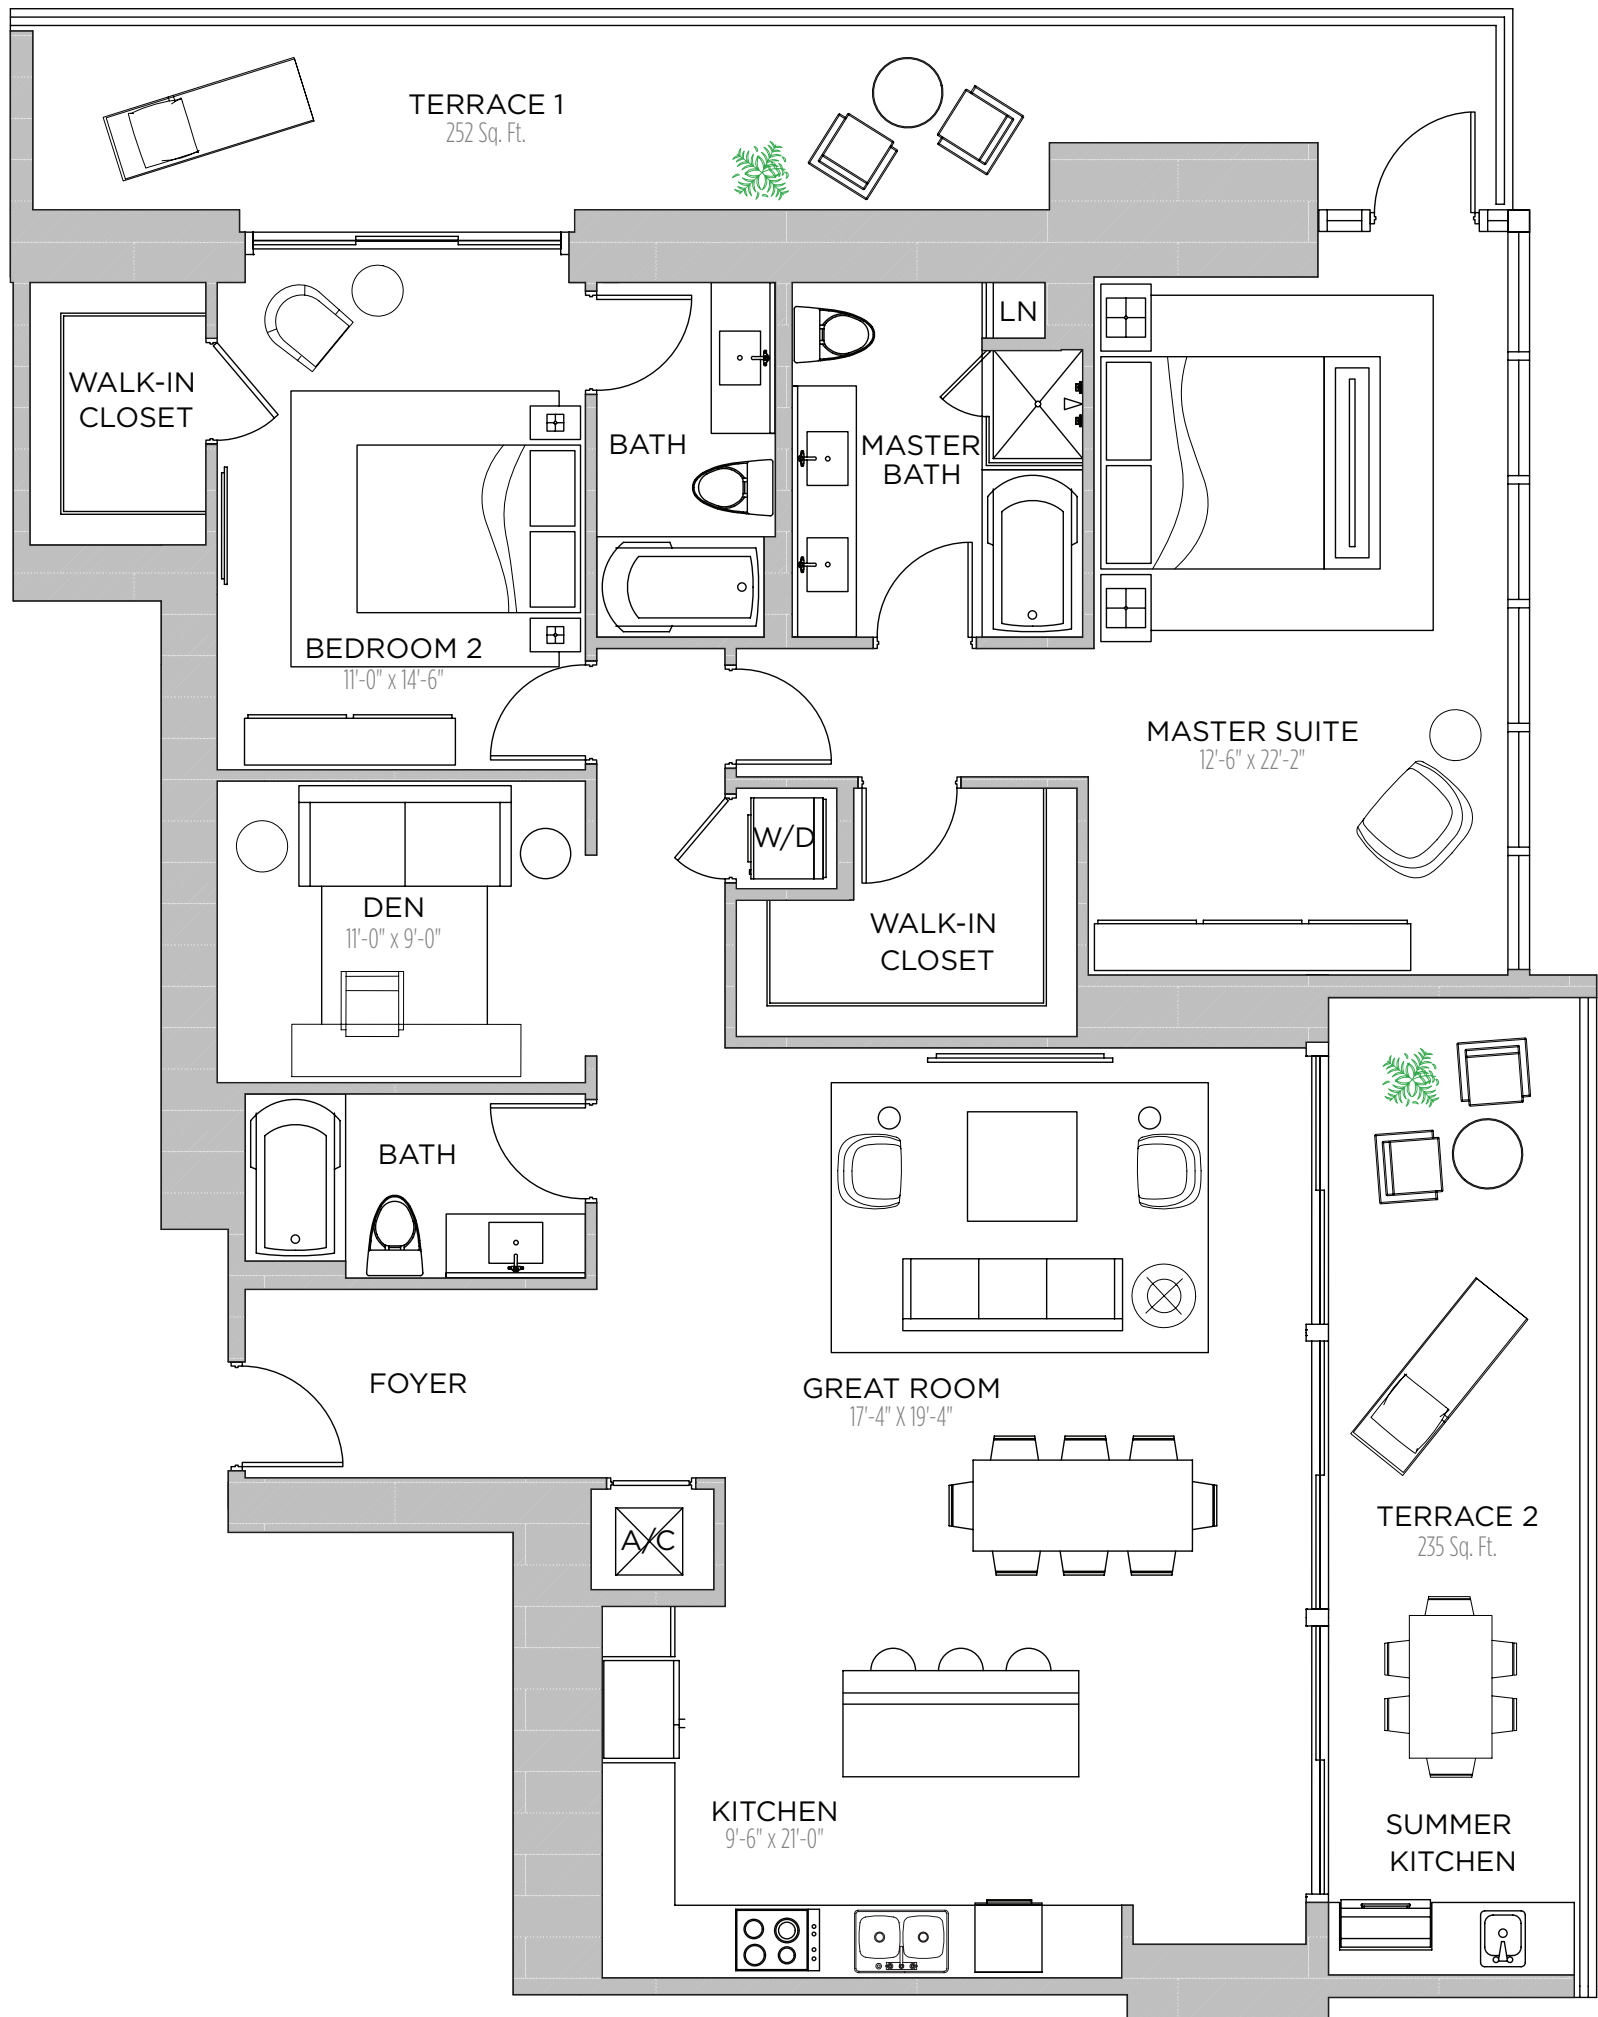 TERRACE 1
252 Sq. Ft.
LN
WALK-IN
CLOSET
BATH
MASTER
BATH
BEDROOM 2
11'-0" x 14'-6"
MASTER SUITE
12'-6" x 22'-2"
W/D
DEN
11'-0" x 9'-0"
WALK-IN
CLOSET
BATH
FOYER
GREAT ROOM
17'-4" X 19'-4"
A/C
TERRACE 2
235 Sq. Ft.
KITCHEN
9'-6" x 21'-0"
SUMMER
KITCHEN